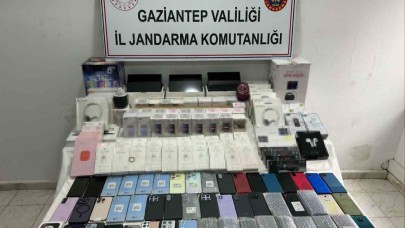 GAZİANTEP VALİLİĞİ
İL JANDARMA KOMUTANLIĞI